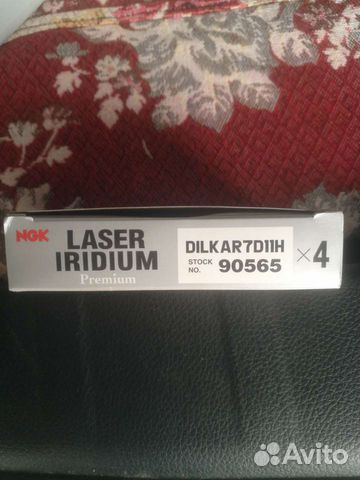 NGK
LASER
IRIDIUM
Premium
DILKAR7D11H
STOCK NO. 90565
×4
Avito